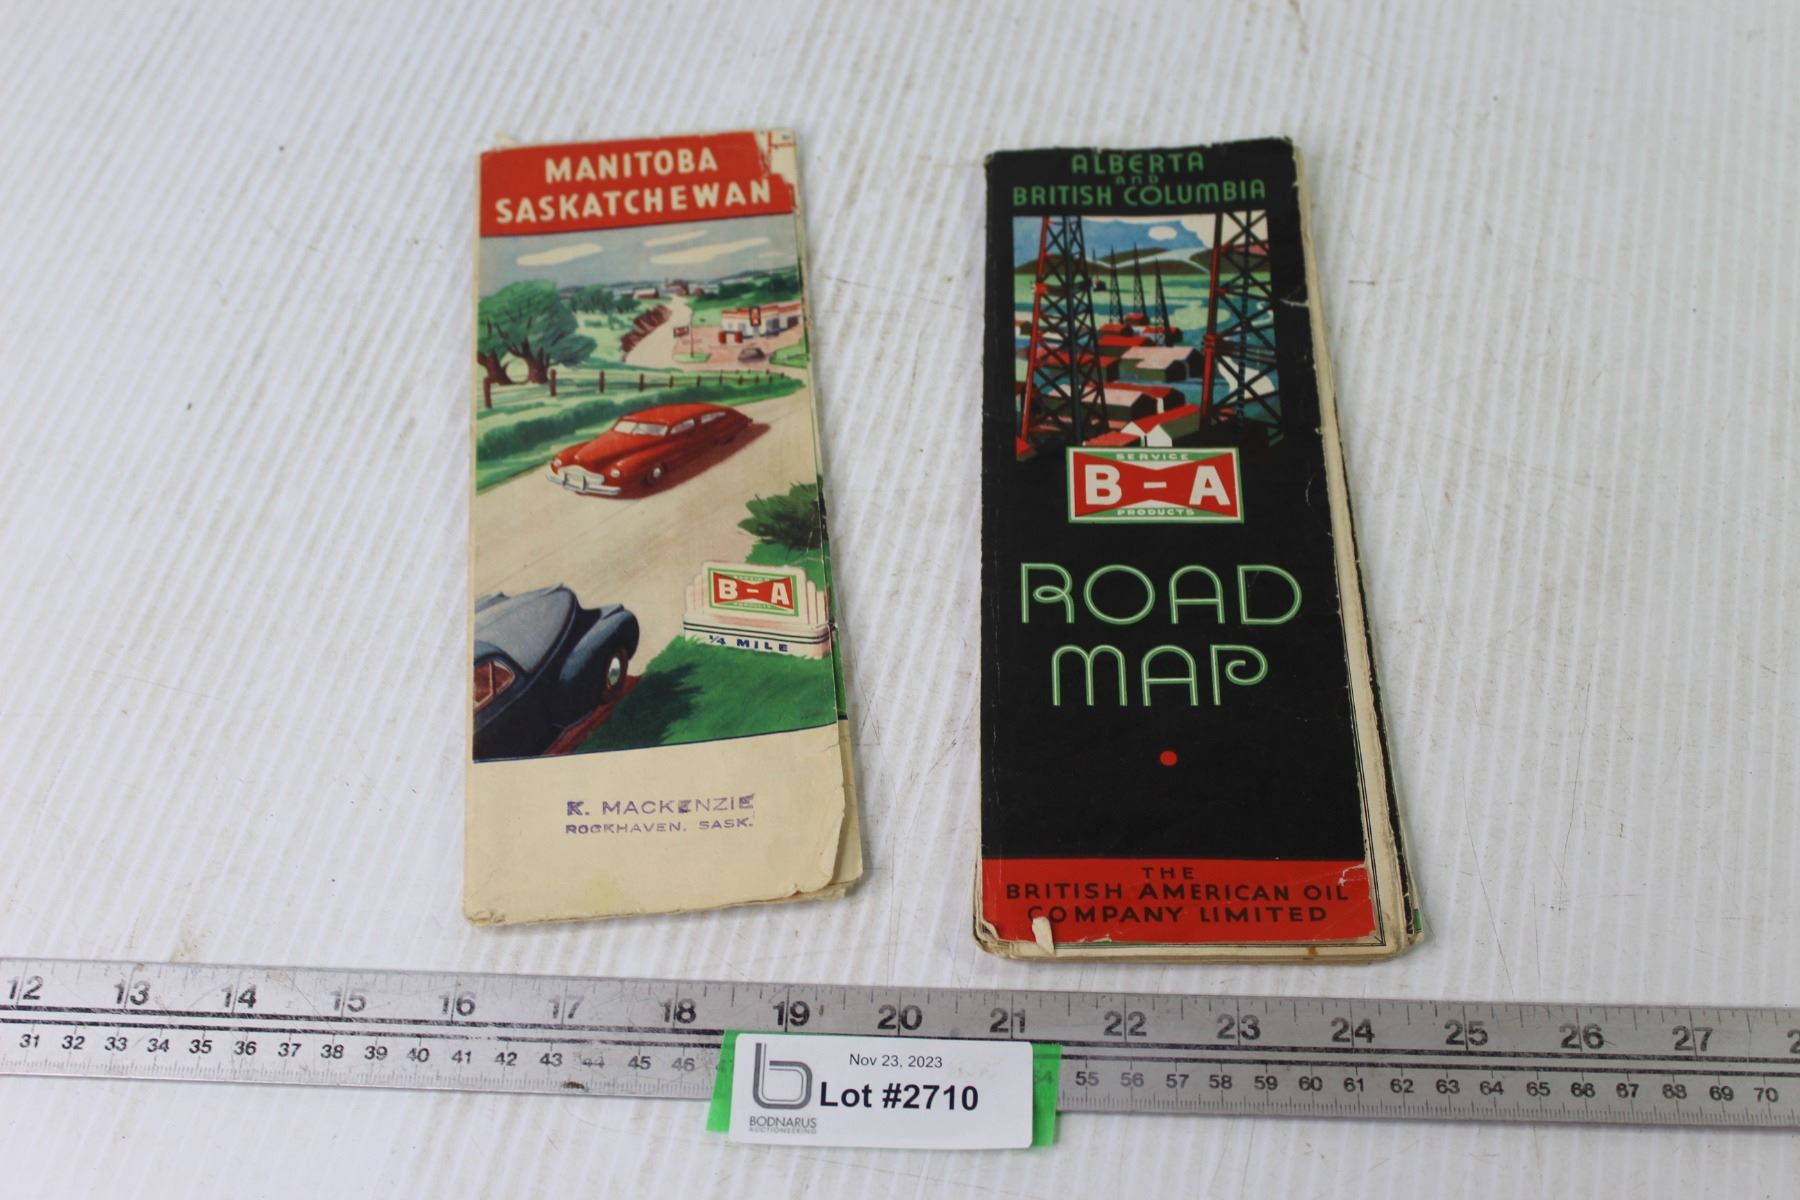 MANITOBA
SASKATCHEWAN
SERVICE
B-A
PRODUCTS
1/4 MILE
K. MACKENZIE
ROCKHAVEN, SASK.
ALBERTA
AND
BRITISH COLUMBIA
SERVICE
B-A
PRODUCTS
ROAD
MAP
THE
BRITISH AMERICAN OIL
COMPANY LIMITED
12 13 14 15 16 17 18 19 20 21 22 23 24 25 26 27
31 32 33 34 35 36 37 38 39 40 41 42 43 44 45 46 54 55 56 57 58 59 60 61 62 63 64 65 66 67 68 69 70
Nov 23, 2023
Lot #2710
BODNARUS
AUCTIONEERING